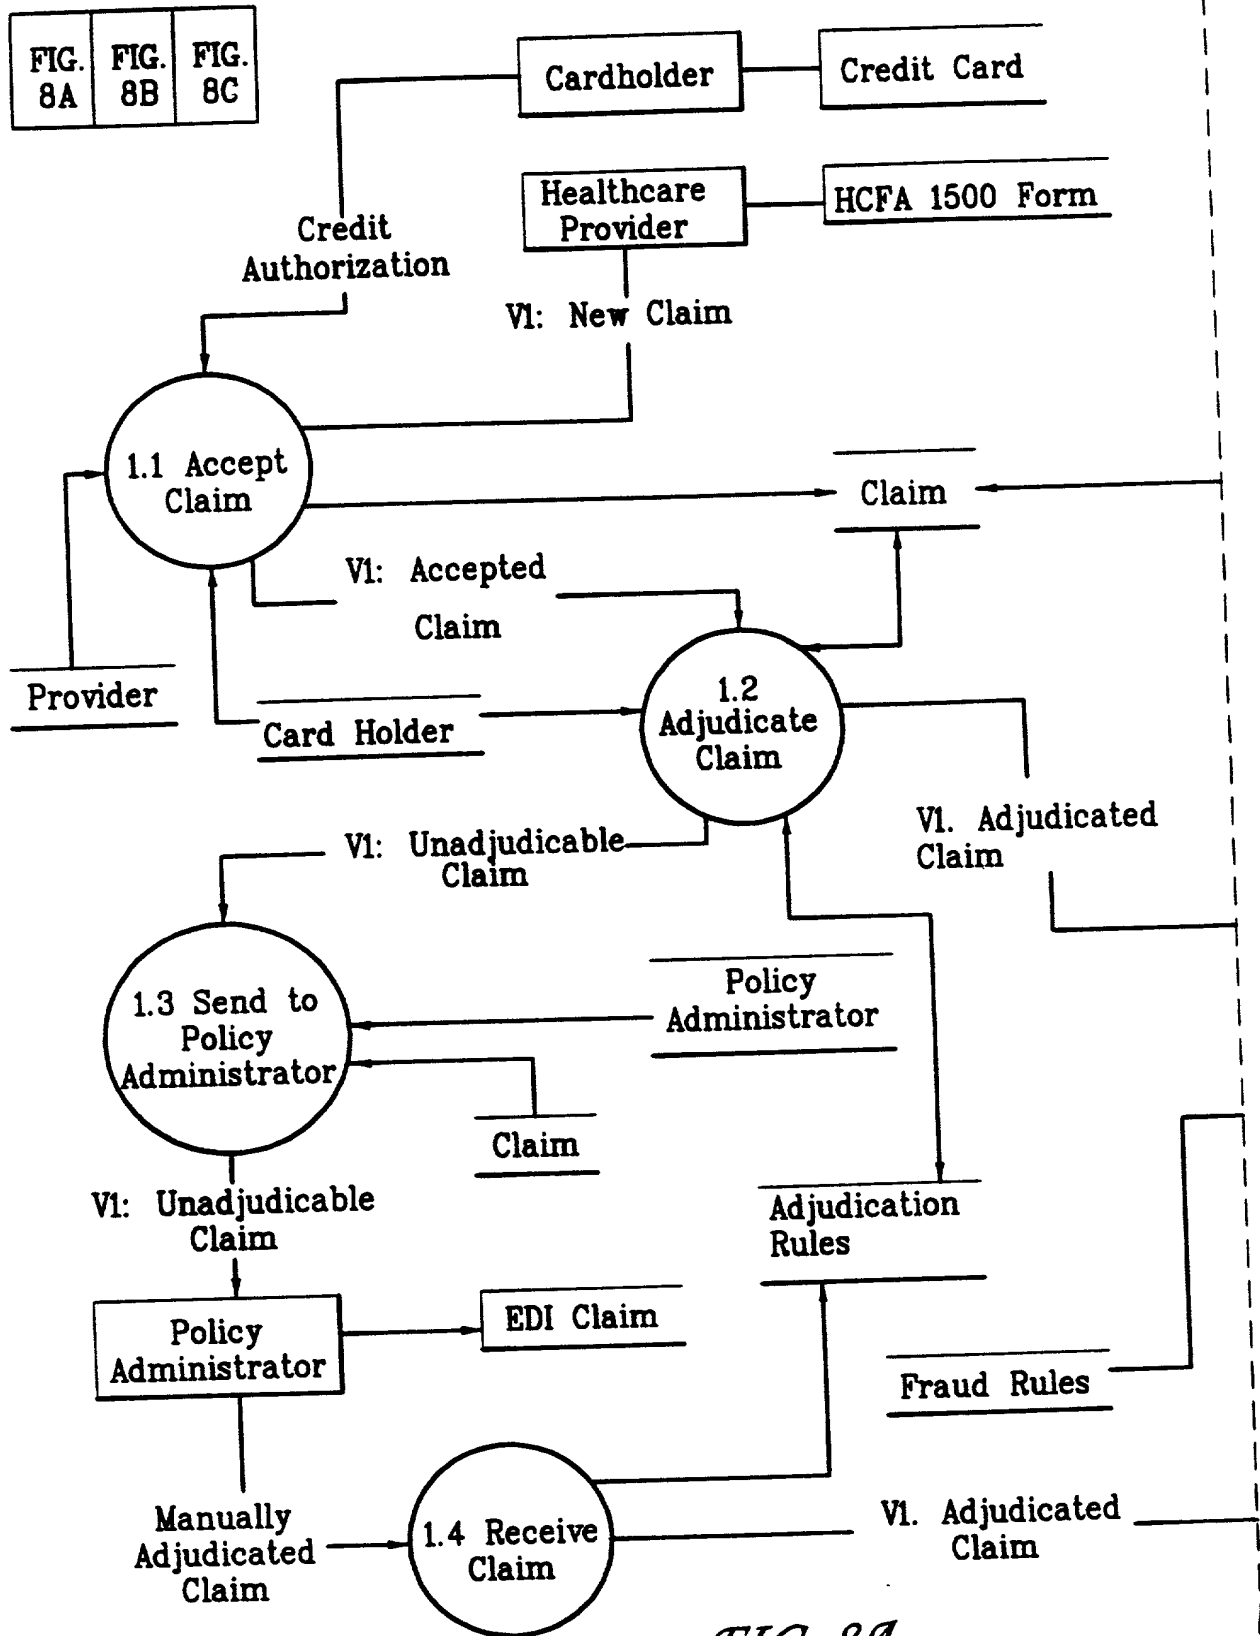 FIG. 8A
FIG. 8B
FIG. 8C
Cardholder
Credit Card
Healthcare
Provider
HCFA 1500 Form
Credit
Authorization
V1: New Claim
1.1 Accept
Claim
Claim
V1: Accepted
Claim
Provider
Card Holder
1.2
Adjudicate
Claim
V1: Unadjudicable
Claim
V1. Adjudicated
Claim
1.3 Send to
Policy
Administrator
Policy
Administrator
Claim
V1: Unadjudicable
Claim
Adjudication
Rules
Policy
Administrator
EDI Claim
Fraud Rules
Manually
Adjudicated
Claim
1.4 Receive
Claim
V1. Adjudicated
Claim
FIG. 8A